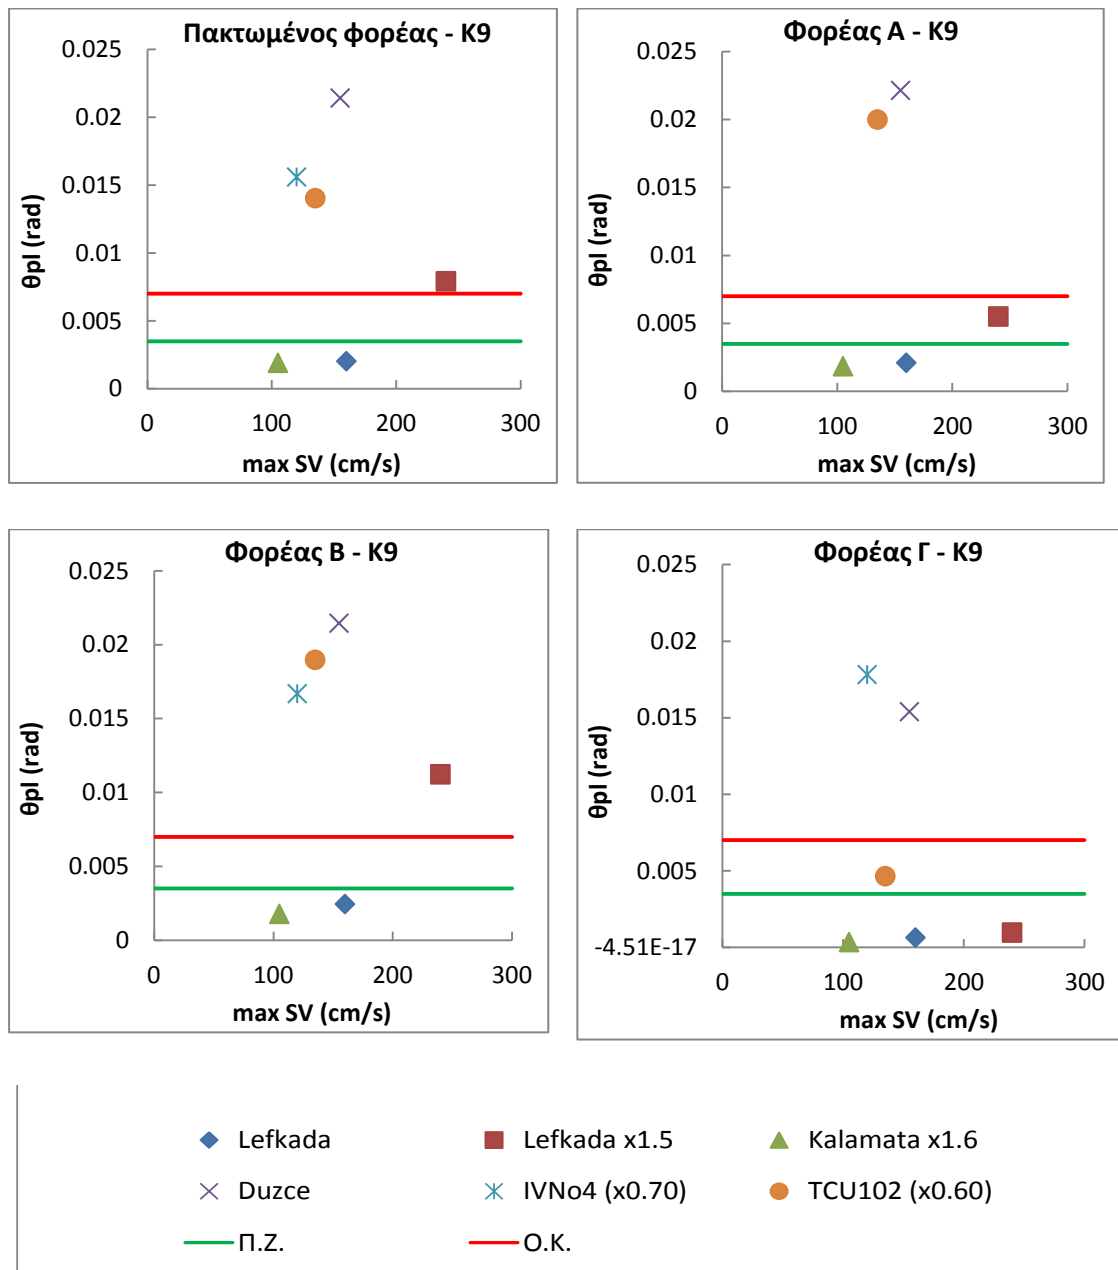 Πακτωμένος φορέας - Κ9
0.025
0.02
0.015
0.01
0.005
0
θpl (rad)
0 100 200 300
max SV (cm/s)
Φορέας Α - Κ9
0.025
0.02
0.015
0.01
0.005
0
θpl (rad)
0 100 200 300
max SV (cm/s)
Φορέας Β - Κ9
0.025
0.02
0.015
0.01
0.005
0
θpl (rad)
0 100 200 300
max SV (cm/s)
Φορέας Γ - Κ9
0.025
0.02
0.015
0.01
0.005
-4.51E-17
θpl (rad)
0 100 200 300
max SV (cm/s)
Lefkada Lefkada x1.5 Kalamata x1.6
Duzce IVNo4 (x0.70) TCU102 (x0.60)
Π.Ζ. Ο.Κ.